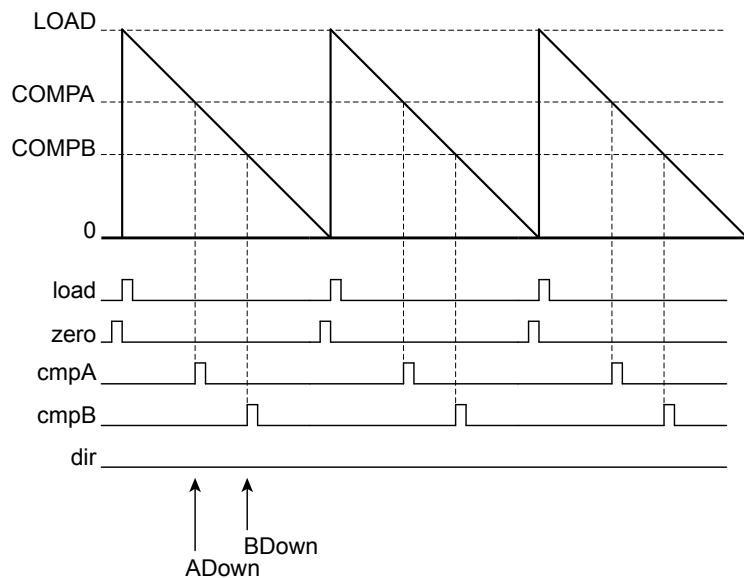 LOAD
COMPA
COMPB
0
load
zero
cmpA
cmpB
dir
BDown
ADown